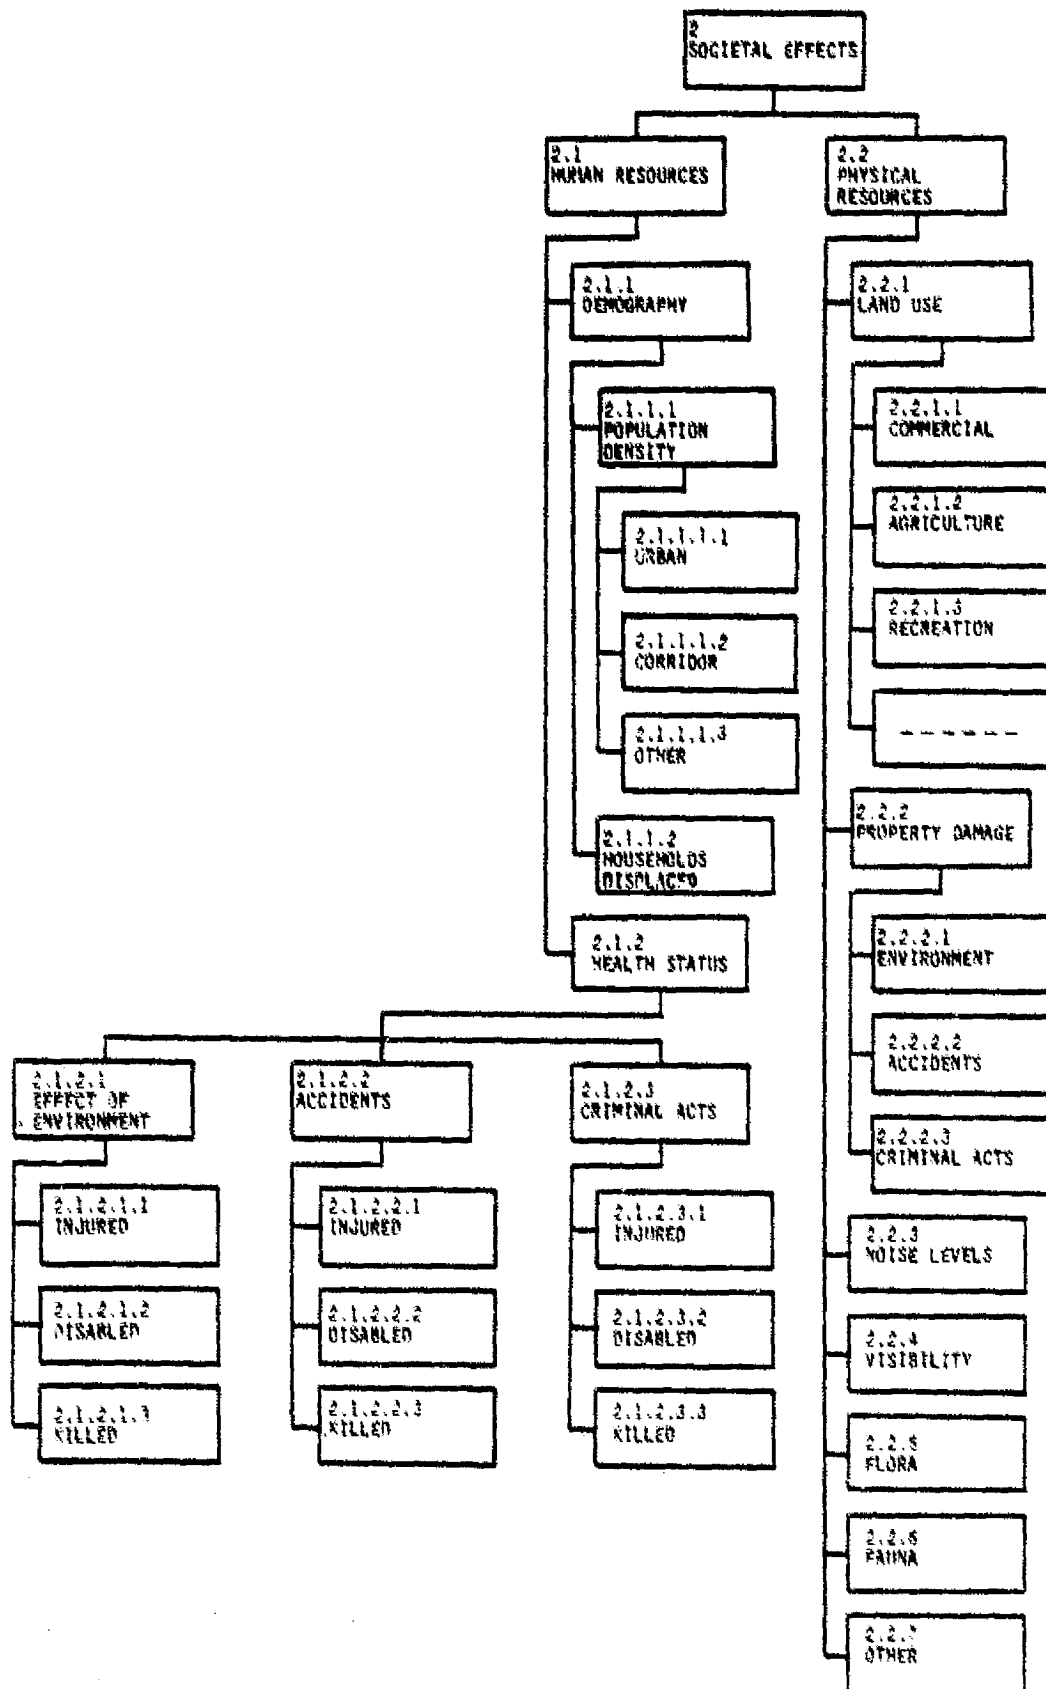 2
SOCIETAL EFFECTS
2.1
HUMAN RESOURCES
2.2
PHYSICAL
RESOURCES
2.1.1
DEMOGRAPHY
2.1.1.1
POPULATION
DENSITY
2.1.1.1.1
URBAN
2.1.1.1.2
CORRIDOR
2.1.1.1.3
OTHER
2.1.1.2
HOUSEHOLDS
DISPLACED
2.1.2
HEALTH STATUS
2.1.2.1
EFFECT OF
ENVIRONMENT
2.1.2.1.1
INJURED
2.1.2.1.2
DISABLED
2.1.2.1.3
KILLED
2.1.2.2
ACCIDENTS
2.1.2.2.1
INJURED
2.1.2.2.2
DISABLED
2.1.2.2.3
KILLED
2.1.2.3
CRIMINAL ACTS
2.1.2.3.1
INJURED
2.1.2.3.2
DISABLED
2.1.2.3.3
KILLED
2.2.1
LAND USE
2.2.1.1
COMMERCIAL
2.2.1.2
AGRICULTURE
2.2.1.3
RECREATION
_ _ _ _ _ _
2.2.2
PROPERTY DAMAGE
2.2.2.1
ENVIRONMENT
2.2.2.2
ACCIDENTS
2.2.2.3
CRIMINAL ACTS
2.2.3
NOISE LEVELS
2.2.4
VISIBILITY
2.2.5
FLORA
2.2.6
FAUNA
2.2.7
OTHER